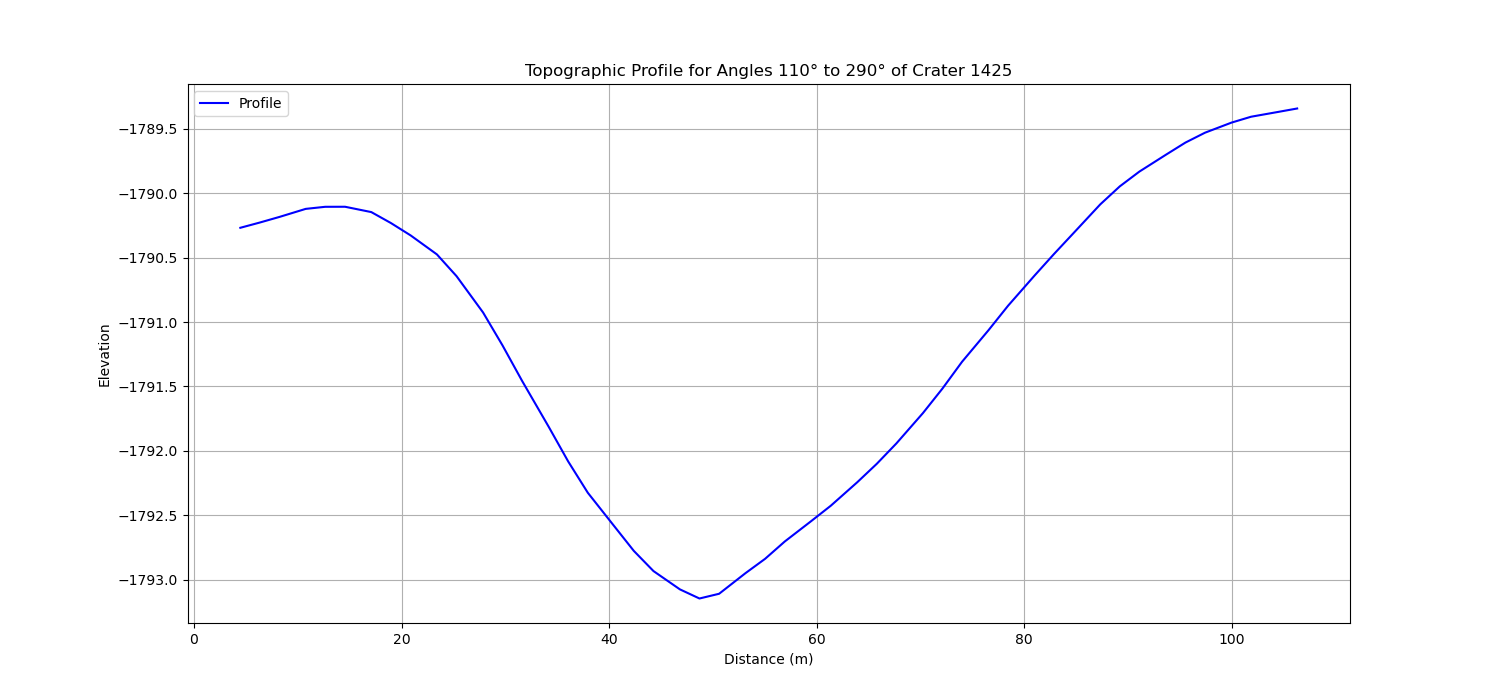 Topographic Profile for Angles 110° to 290° of Crater 1425
Profile
Elevation
−1789.5
−1790.0
−1790.5
−1791.0
−1791.5
−1792.0
−1792.5
−1793.0
0 20 40 60 80 100
Distance (m)